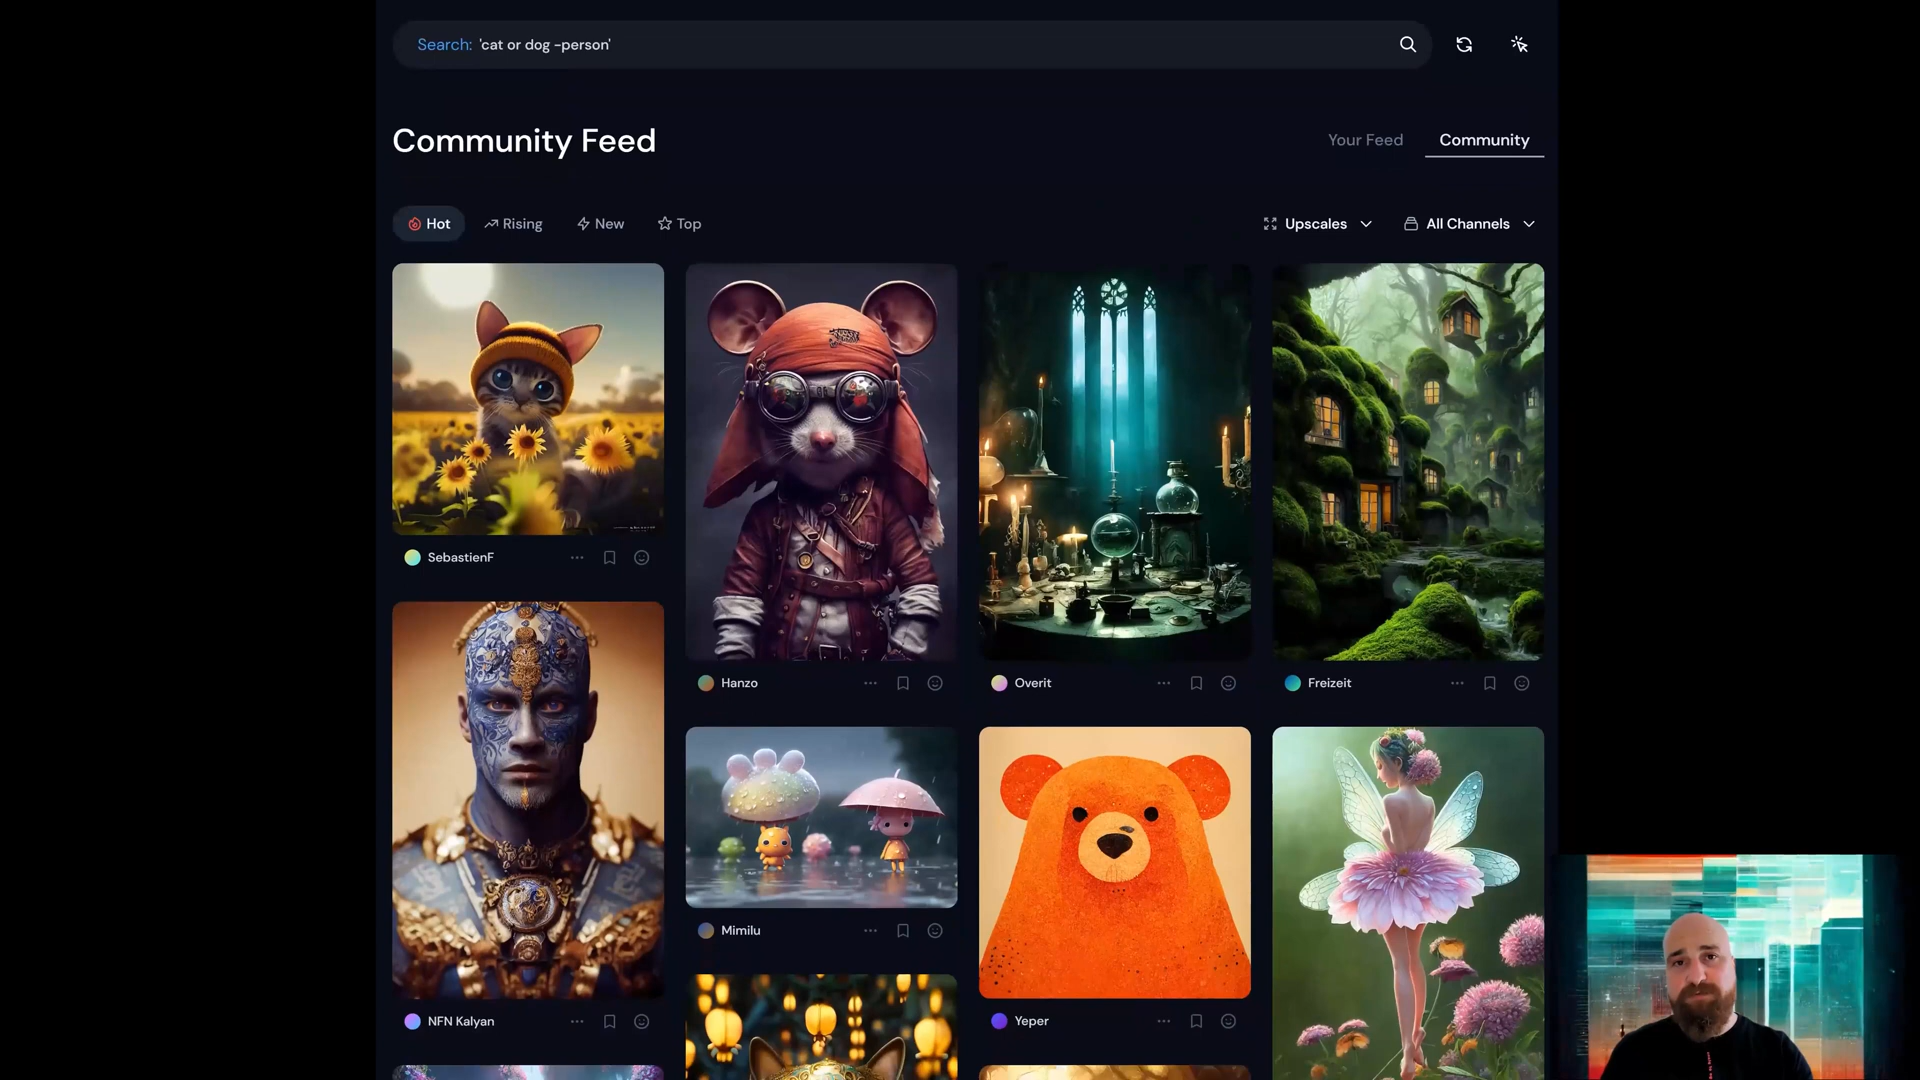 Search: 'cat or dog -person'
Community Feed
Your Feed
Community
Hot
Rising
New
Top
Upscales
All Channels
SebastienF
Hanzo
Overit
Freizeit
Mimilu
NFN Kalyan
Yeper